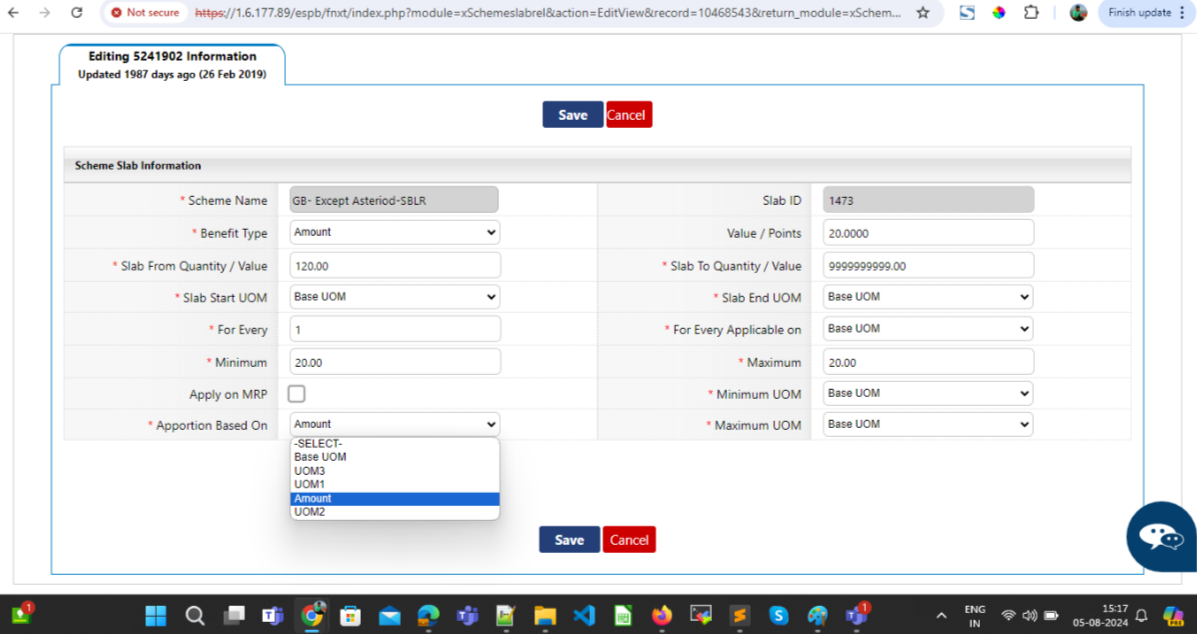 Not secure
https://1.6.177.89/espb/fnxt/index.php?module=xSchemeslabrel&action=EditView&record=10468543&return_module=xSchem...
Finish update
Editing 5241902 Information
Updated 1987 days ago (26 Feb 2019)
Save Cancel
Scheme Slab Information
* Scheme Name GB- Except Asteriod-SBLR Slab ID 1473
* Benefit Type Amount Value / Points 20.0000
* Slab From Quantity / Value 120.00 * Slab To Quantity / Value 9999999999.00
* Slab Start UOM Base UOM * Slab End UOM Base UOM
* For Every 1 * For Every Applicable on Base UOM
* Minimum 20.00 * Maximum 20.00
Apply on MRP * Minimum UOM Base UOM
* Apportion Based On Amount * Maximum UOM Base UOM
-SELECT-
Base UOM
UOM3
UOM1
Amount
UOM2
Save Cancel
1
1
ENG
IN
15:17
05-08-2024
PRE